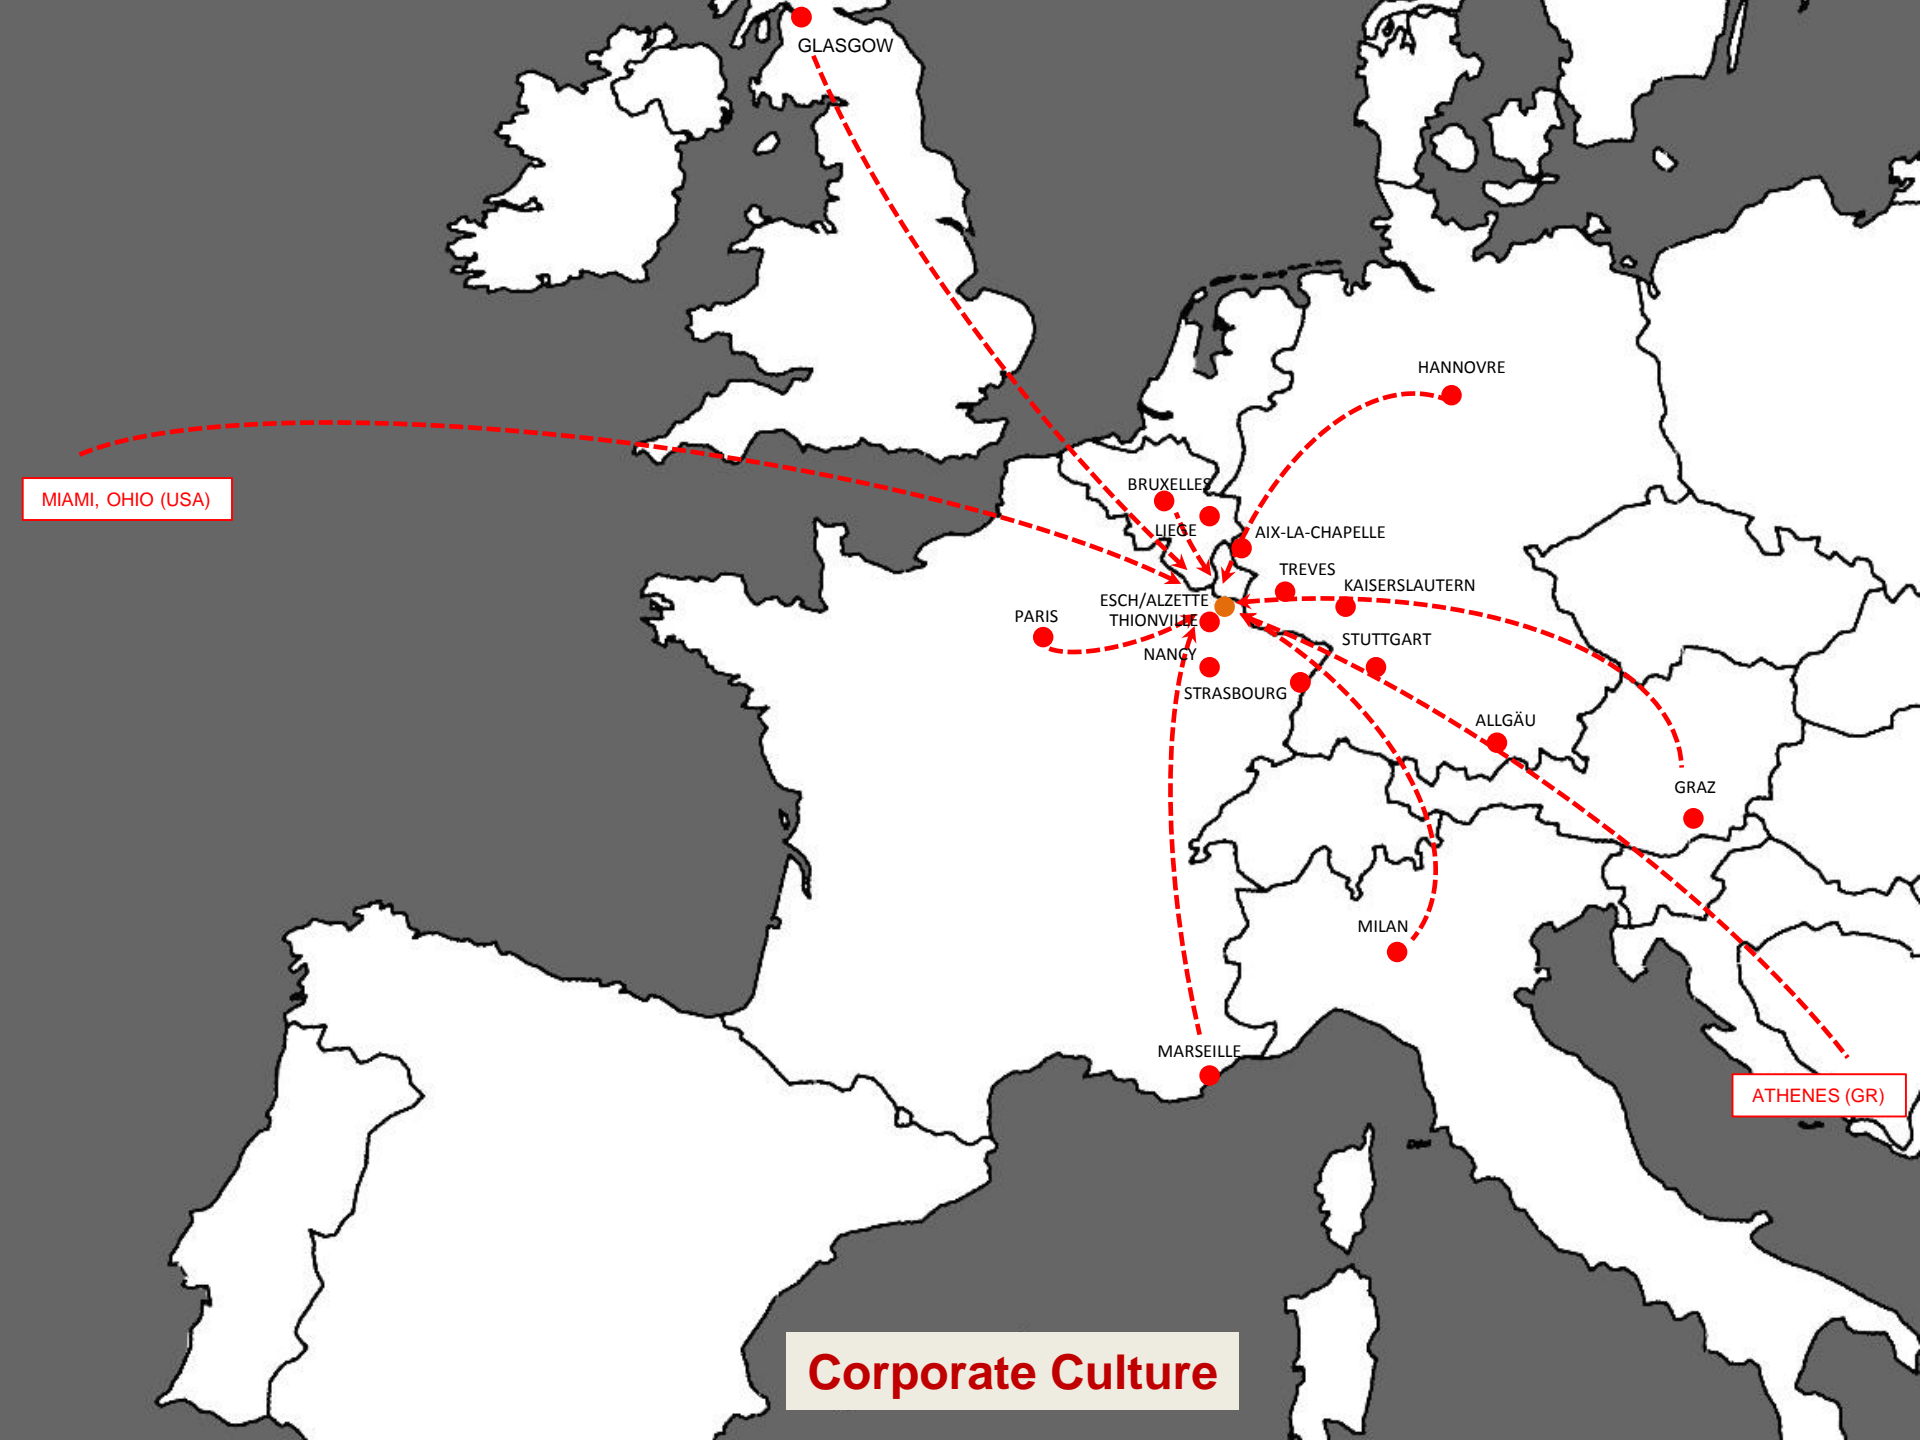 GLASGOW
HANNOVRE
BRUXELLES
MIAMI, OHIO (USA)
LIEGE
AIX-LA-CHAPELLE
TREVES
KAISERSLAUTERN
ESCH/ALZETTE
PARIS
THIONVILLE
STUTTGART
NANCY
STRASBOURG
ALLGÄU
GRAZ
MILAN
MARSEILLE
ATHENES (GR)
Corporate Culture